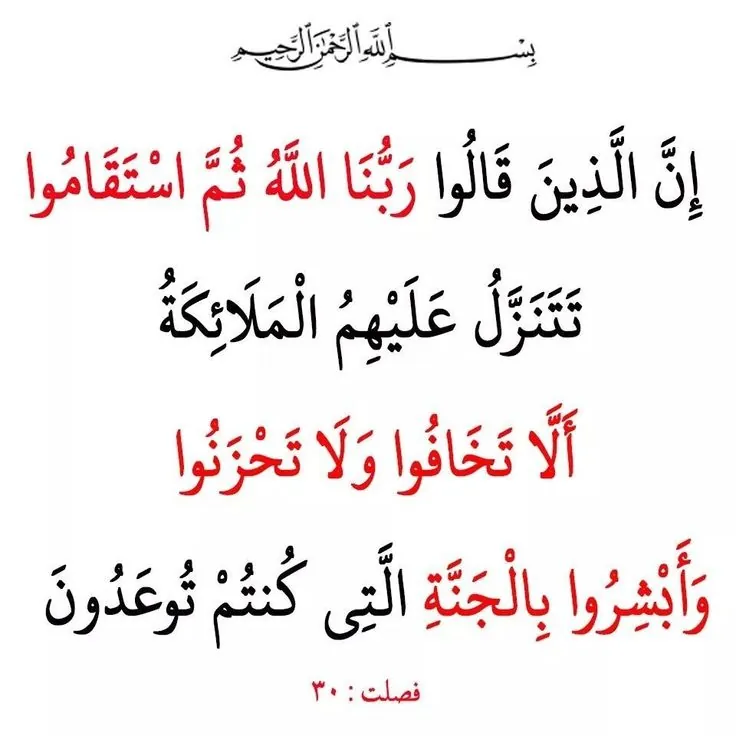 بِسْمِ اللَّهِ الرَّحْمَٰنِ الرَّحِيمِ
إِنَّ الَّذِينَ قَالُوا رَبُّنَا اللَّهُ ثُمَّ اسْتَقَامُوا
تَتَنَزَّلُ عَلَيْهِمُ الْمَلَائِكَةُ
أَلَّا تَخَافُوا وَلَا تَحْزَنُوا
وَأَبْشِرُوا بِالْجَنَّةِ الَّتِى كُنتُمْ تُوعَدُونَ
فصلت : ٣٠